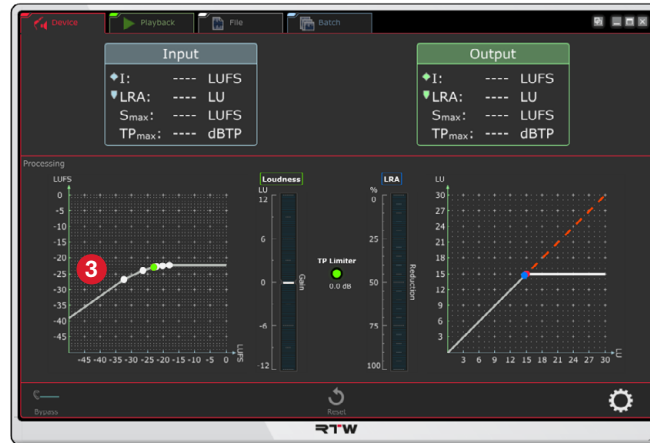 Device Playback File Batch
Input
I: ---- LUFS
LRA: ---- LU
Smax: ---- LUFS
TPmax: ---- dBTP
Output
I: ---- LUFS
LRA: ---- LU
Smax: ---- LUFS
TPmax: ---- dBTP
Processing
LUFS
0
-5
-10
-15
-20
-25
-30
-35
-40
-45
-45 -40 -35 -30 -25 -20 -15 -10 -5 0
LUFS
3
Loudness
LU
12
6
0
-6
-12
Gain
TP Limiter
0.0 dB
LRA
%
0
25
50
75
100
Reduction
LU
30
27
24
21
18
15
12
9
6
3
3 6 9 12 15 18 21 24 27 30
LU
Bypass
Reset
RTW